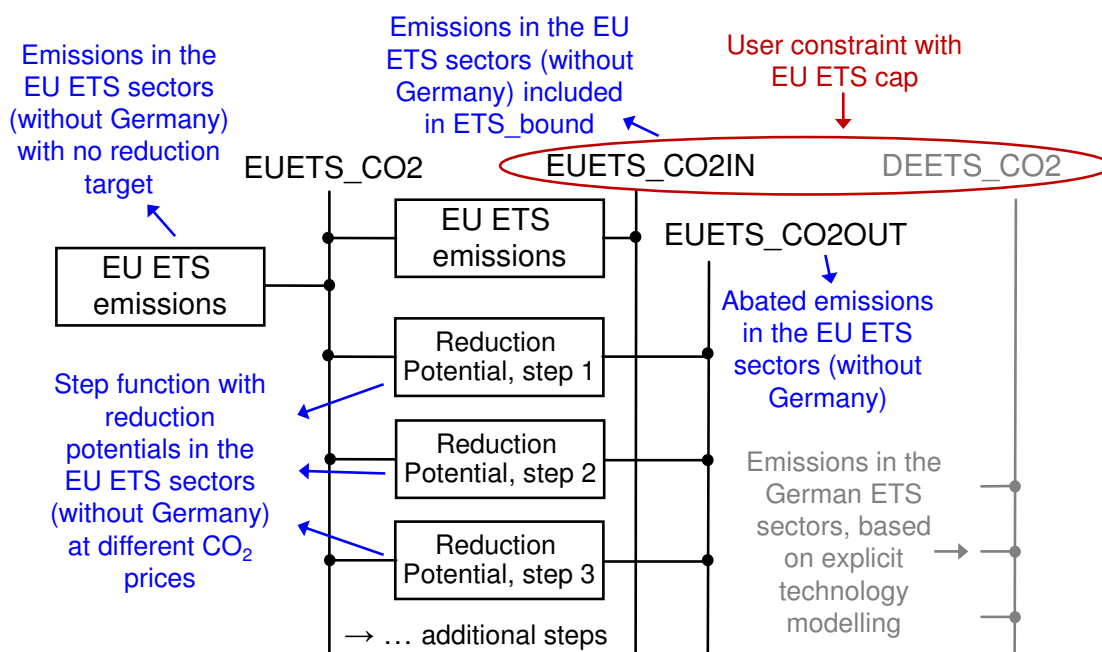 Emissions in the
EU ETS sectors
(without Germany)
with no reduction
target
Emissions in the EU
ETS sectors (without
Germany) included
in ETS_bound
User constraint with
EU ETS cap
EUETS_CO2
EUETS_CO2IN
DEETS_CO2
EU ETS
emissions
EU ETS
emissions
EUETS_CO2OUT
Abated emissions
in the EU ETS
sectors (without
Germany)
Reduction
Potential, step 1
Step function with
reduction
potentials in the
EU ETS sectors
(without Germany)
at different CO₂
prices
Reduction
Potential, step 2
Reduction
Potential, step 3
→ … additional steps
Emissions in the
German ETS
sectors, based
on explicit
technology
modelling